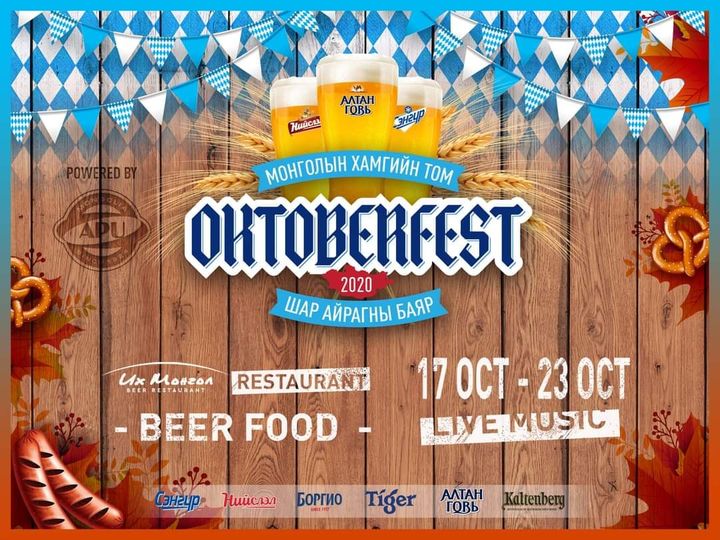 Нийслэл
АЛТАН
ГОВЬ
Сэнгүр
МОНГОЛЫН ХАМГИЙН ТОМ
POWERED BY
APU
OKTOBERFEST
2020
ШАР АЙРАГНЫ БАЯР
Их Монгол
BEER RESTAURANT
RESTAURANT
17 OCT - 23 OCT
- BEER FOOD -
LIVE MUSIC
Сэнгүр
Нийслэл
БОРГИО
Tiger
АЛТАН
ГОВЬ
Kaltenberg